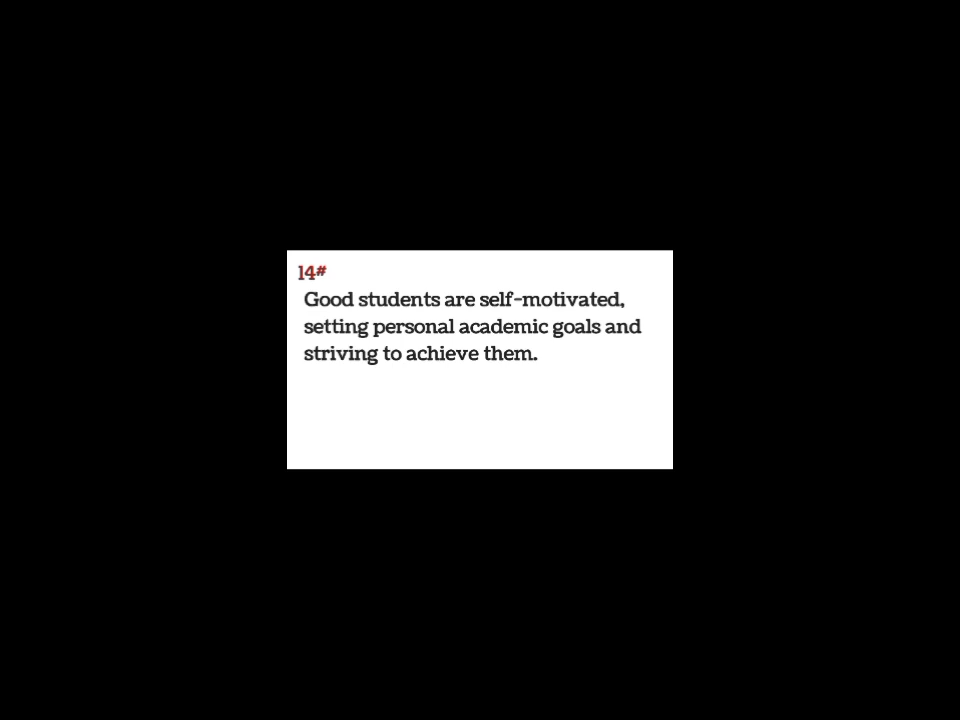 14#
Good students are self-motivated,
setting personal academic goals and
striving to achieve them.